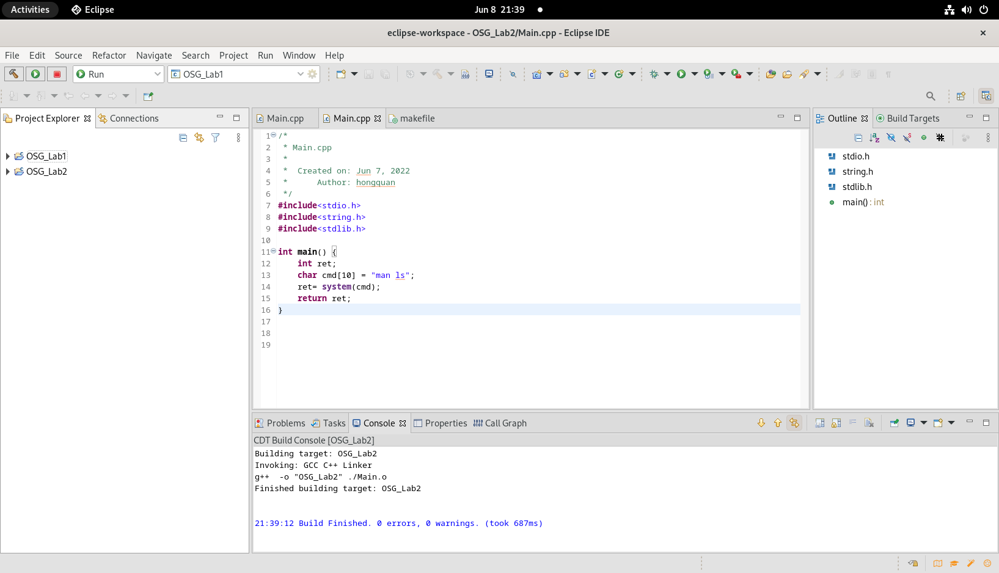 Activities Eclipse Jun 8 21:39
eclipse-workspace - OSG_Lab2/Main.cpp - Eclipse IDE
File Edit Source Refactor Navigate Search Project Run Window Help
Run OSG_Lab1
Project Explorer Connections
OSG_Lab1
OSG_Lab2
Main.cpp Main.cpp makefile
1 /*
2  * Main.cpp
3  *
4  *  Created on: Jun 7, 2022
5  *      Author: hongquan
6  */
7 #include<stdio.h>
8 #include<string.h>
9 #include<stdlib.h>
10
11 int main() {
12     int ret;
13     char cmd[10] = "man ls";
14     ret= system(cmd);
15     return ret;
16 }
17
18
19
Outline Build Targets
stdio.h
string.h
stdlib.h
main() : int
Problems Tasks Console Properties Call Graph
CDT Build Console [OSG_Lab2]
Building target: OSG_Lab2
Invoking: GCC C++ Linker
g++  -o "OSG_Lab2" ./Main.o
Finished building target: OSG_Lab2
21:39:12 Build Finished. 0 errors, 0 warnings. (took 687ms)